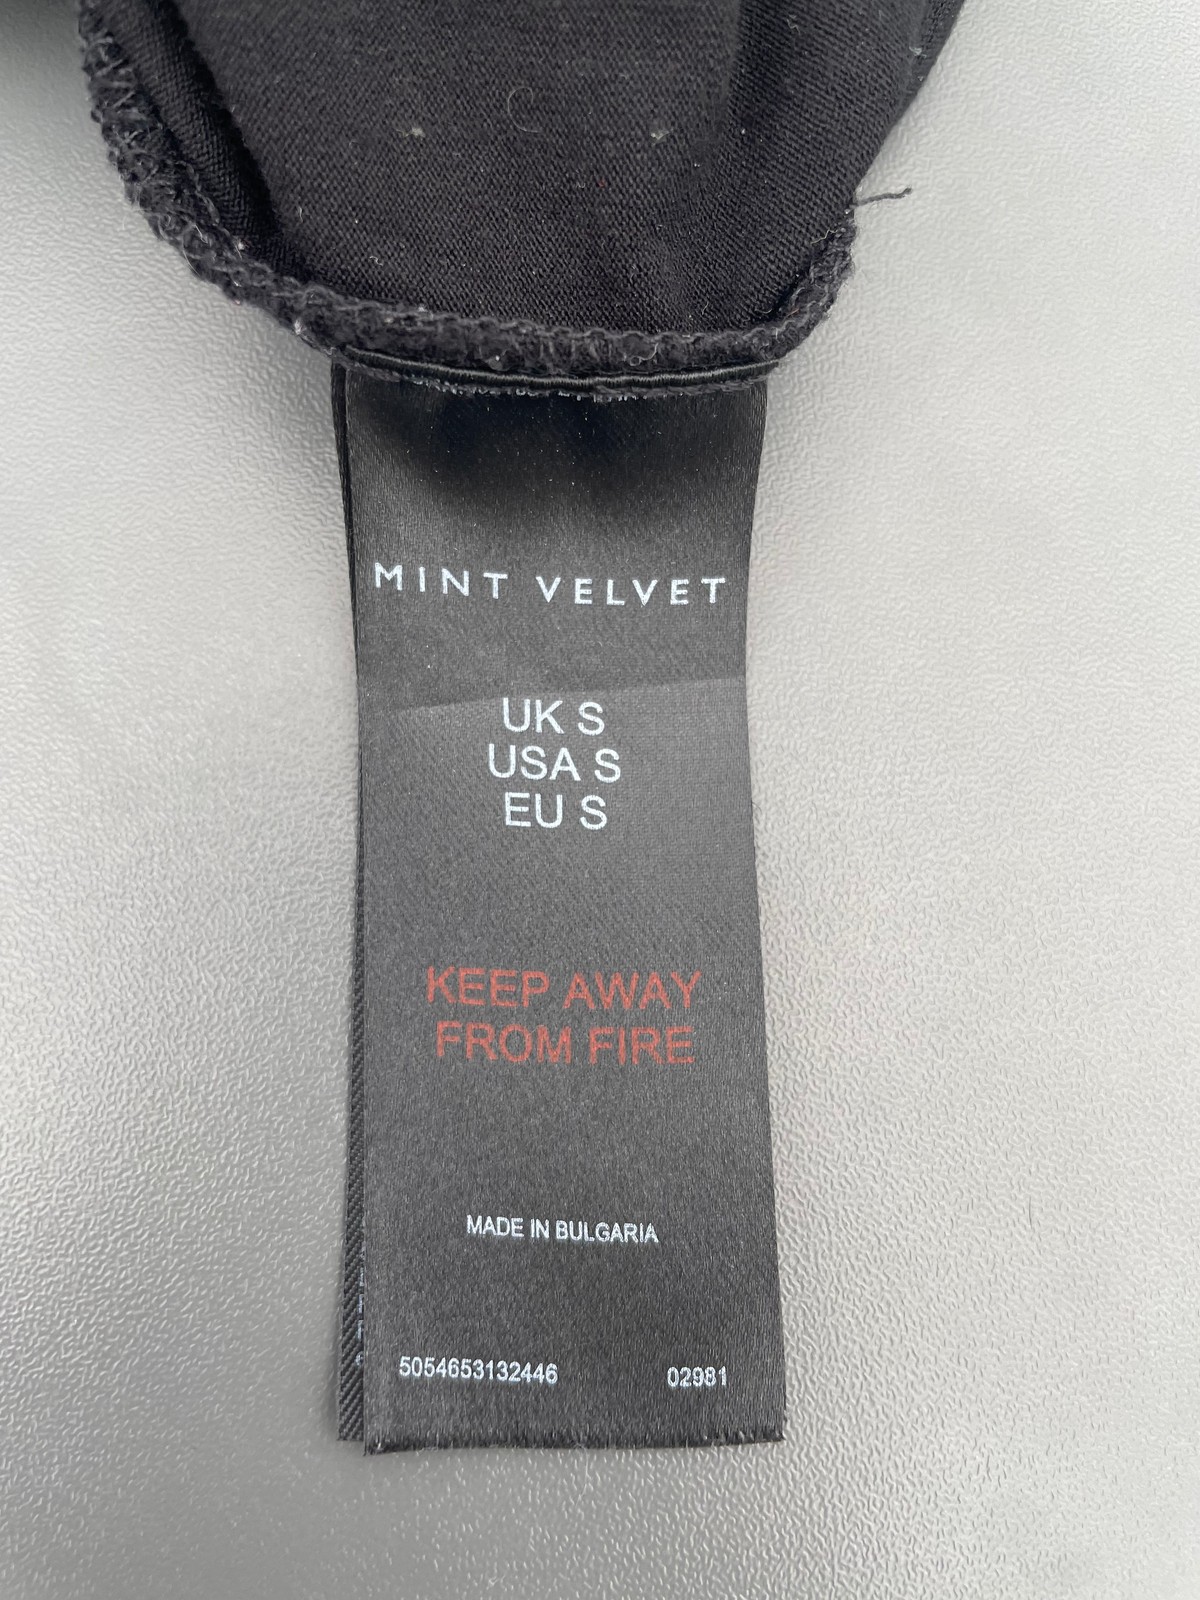 MINT VELVET
UK S
USA S
EU S
KEEP AWAY
FROM FIRE
MADE IN BULGARIA
5054653132446 02981